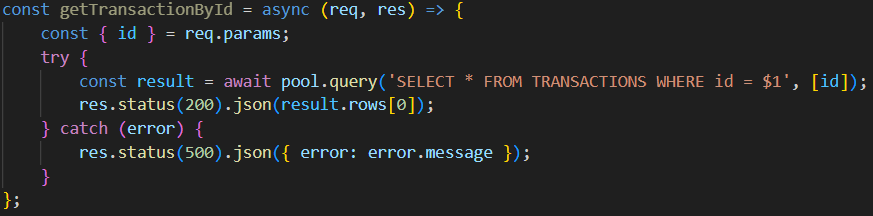 const getTransactionById = async (req, res) => {
    const { id } = req.params;
    try {
        const result = await pool.query('SELECT * FROM TRANSACTIONS WHERE id = $1', [id]);
        res.status(200).json(result.rows[0]);
    } catch (error) {
        res.status(500).json({ error: error.message });
    }
};